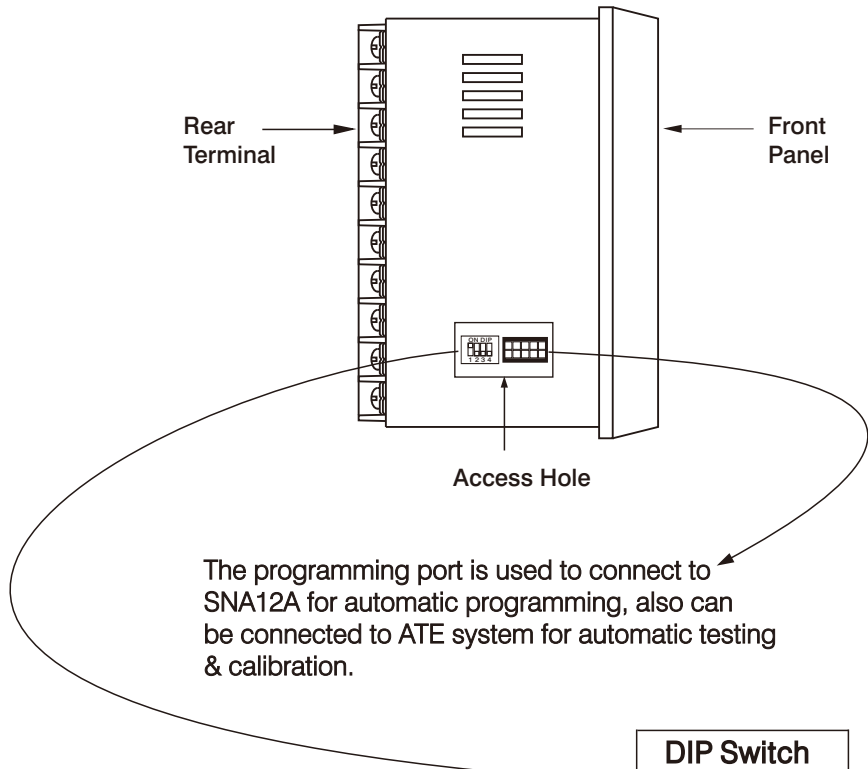 Rear
Terminal
Front
Panel
ON DIP
1 2 3 4
Access Hole
The programming port is used to connect to
SNA12A for automatic programming, also can
be connected to ATE system for automatic testing
& calibration.
DIP Switch